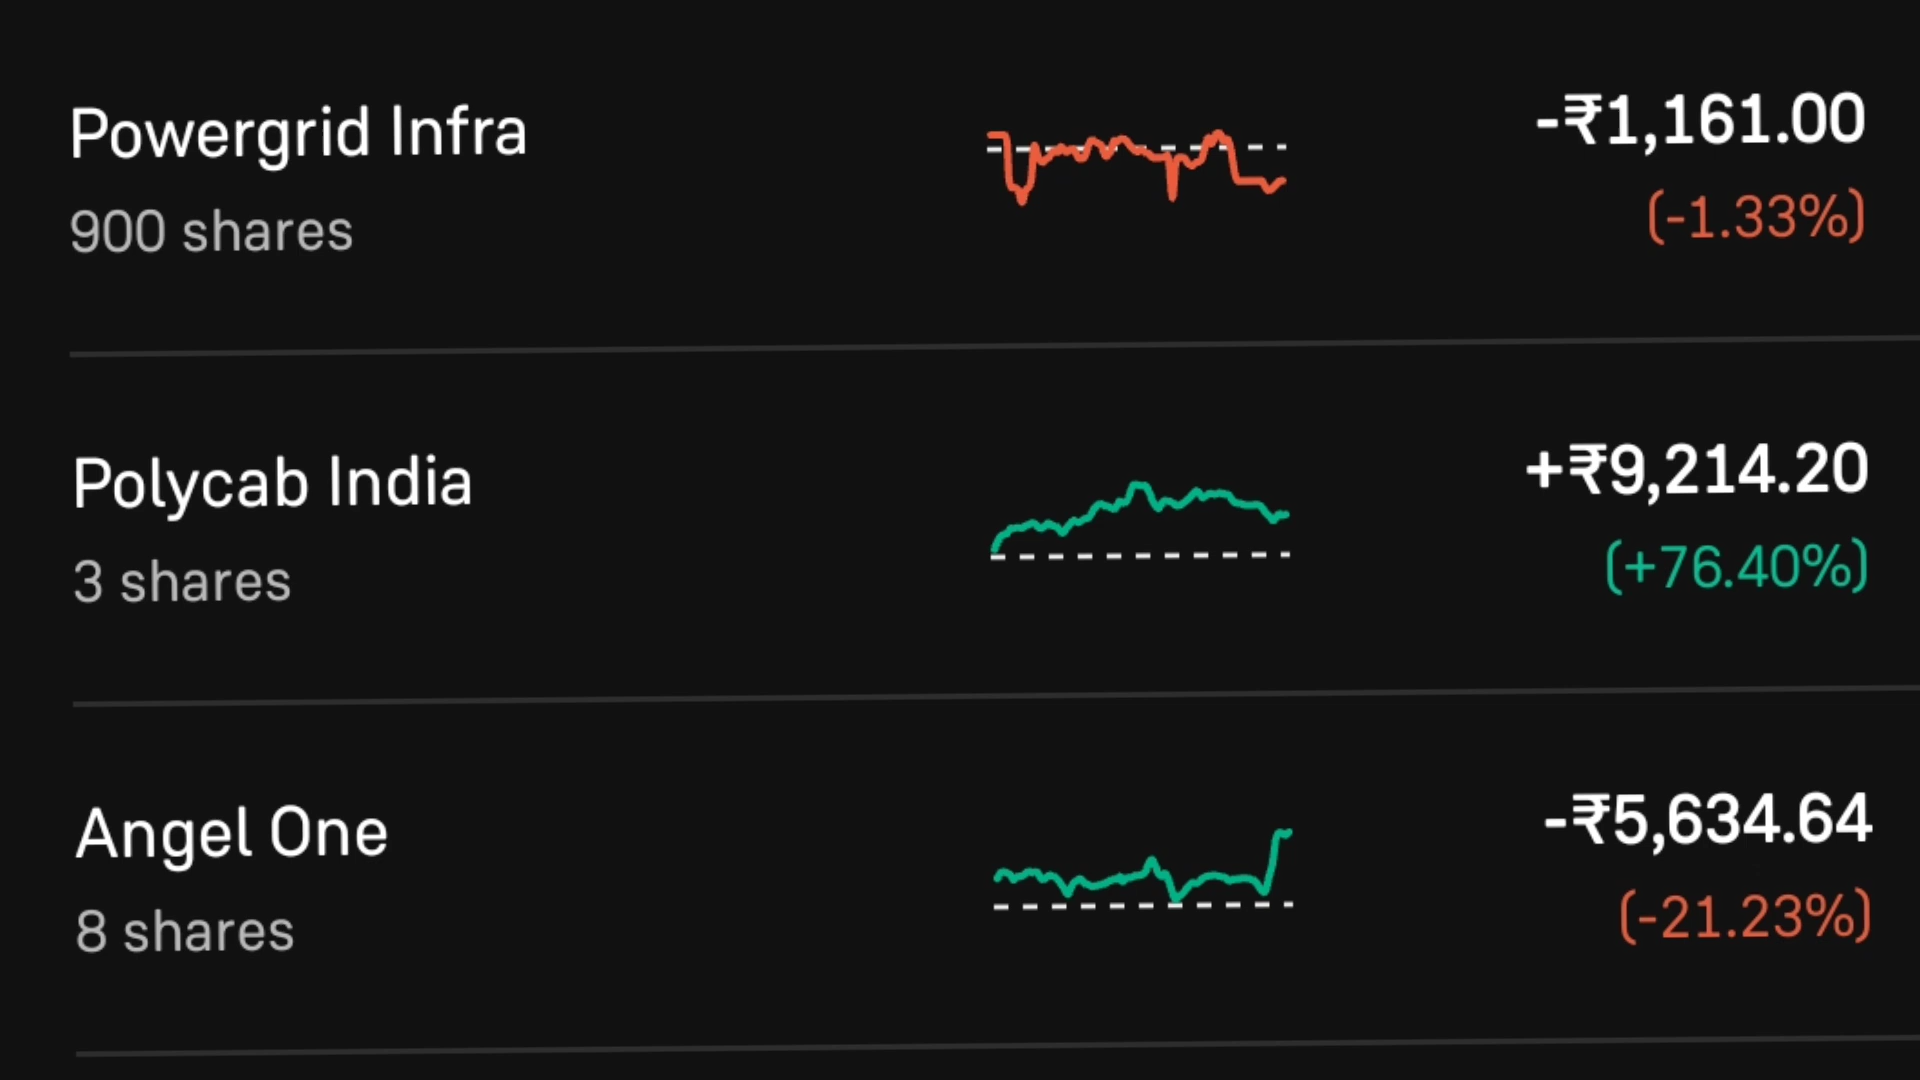 Powergrid Infra
-₹1,161.00
900 shares
(-1.33%)
Polycab India
+₹9,214.20
3 shares
(+76.40%)
Angel One
-₹5,634.64
8 shares
(-21.23%)